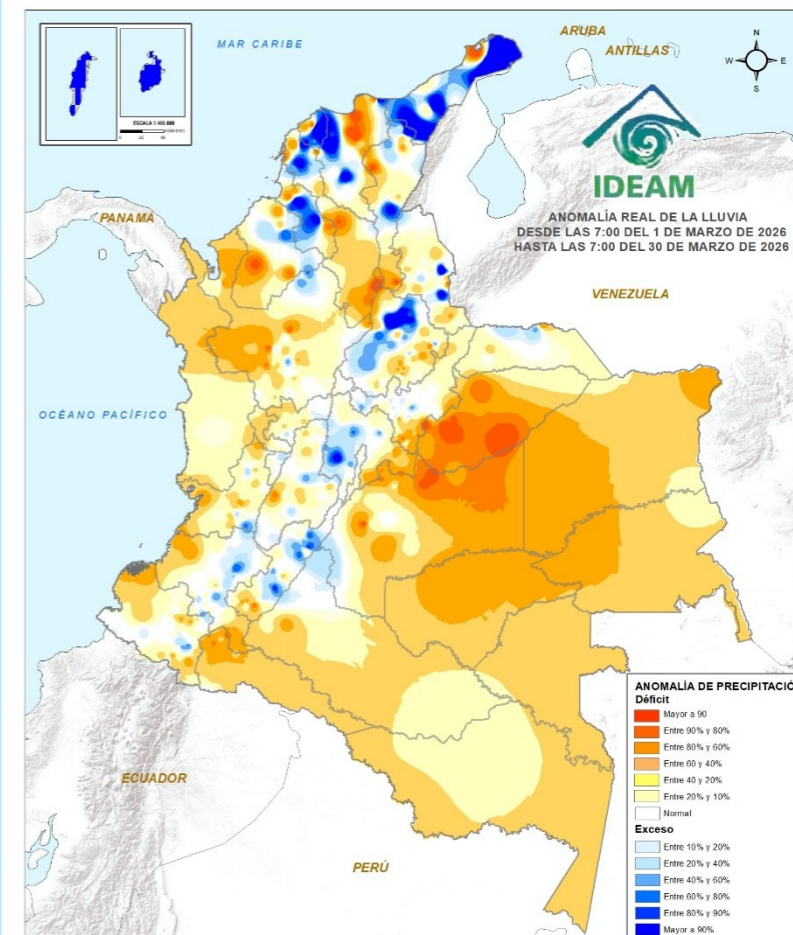 MAR CARIBE
ARUBA
ANTILLAS
N
W
E
S
ESCALA 1:400.000
IDEAM
ANOMALÍA REAL DE LA LLUVIA
DESDE LAS 7:00 DEL 1 DE MARZO DE 2026
HASTA LAS 7:00 DEL 30 DE MARZO DE 2026
PANAMA
VENEZUELA
OCÉANO PACÍFICO
ECUADOR
PERÚ
ANOMALÍA DE PRECIPITACIÓ
Déficit
Mayor a 90
Entre 90% y 80%
Entre 80% y 60%
Entre 60 y 40%
Entre 40 y 20%
Entre 20% y 10%
Normal
Exceso
Entre 10% y 20%
Entre 20% y 40%
Entre 40% y 60%
Entre 60% y 80%
Entre 80% y 90%
Mayor a 90%